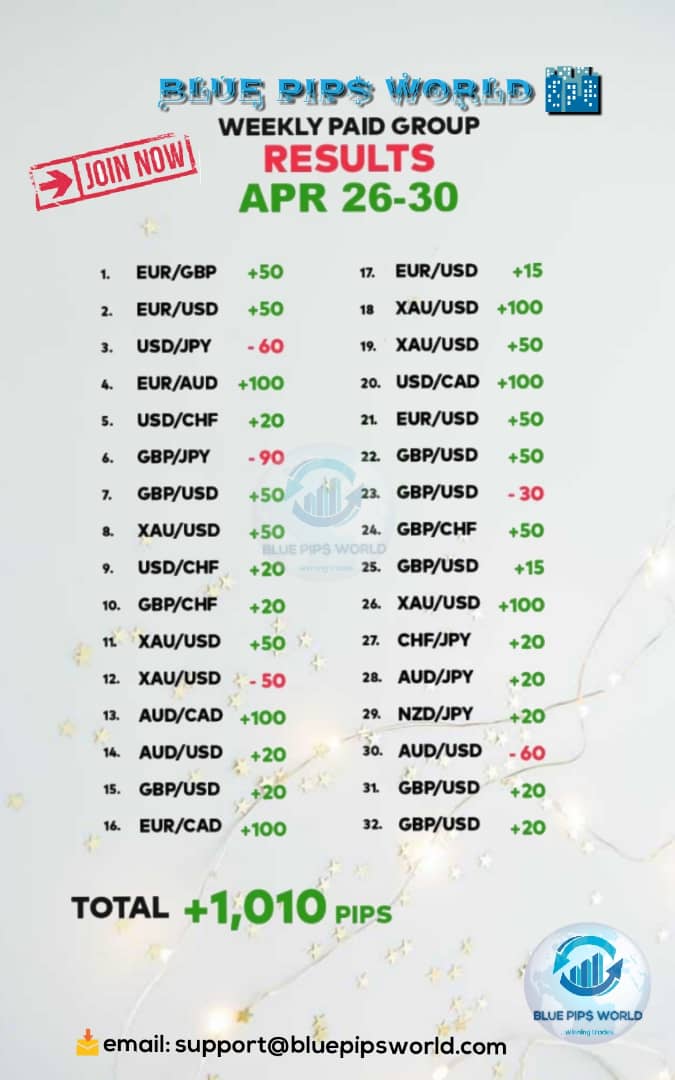 BLUE PIP$ WORLD
WEEKLY PAID GROUP
JOIN NOW
RESULTS
APR 26-30
1. EUR/GBP +50
2. EUR/USD +50
3. USD/JPY - 60
4. EUR/AUD +100
5. USD/CHF +20
6. GBP/JPY - 90
7. GBP/USD +50
8. XAU/USD +50
9. USD/CHF +20
10. GBP/CHF +20
11. XAU/USD +50
12. XAU/USD - 50
13. AUD/CAD +100
14. AUD/USD +20
15. GBP/USD +20
16. EUR/CAD +100
17. EUR/USD +15
18 XAU/USD +100
19. XAU/USD +50
20. USD/CAD +100
21. EUR/USD +50
22. GBP/USD +50
23. GBP/USD - 30
24. GBP/CHF +50
25. GBP/USD +15
26. XAU/USD +100
27. CHF/JPY +20
28. AUD/JPY +20
29. NZD/JPY +20
30. AUD/USD - 60
31. GBP/USD +20
32. GBP/USD +20
BLUE PIP$ WORLD
...winning trades
TOTAL +1,010 PIPS
BLUE PIP$ WORLD
...winning trades
email: support@bluepipsworld.com